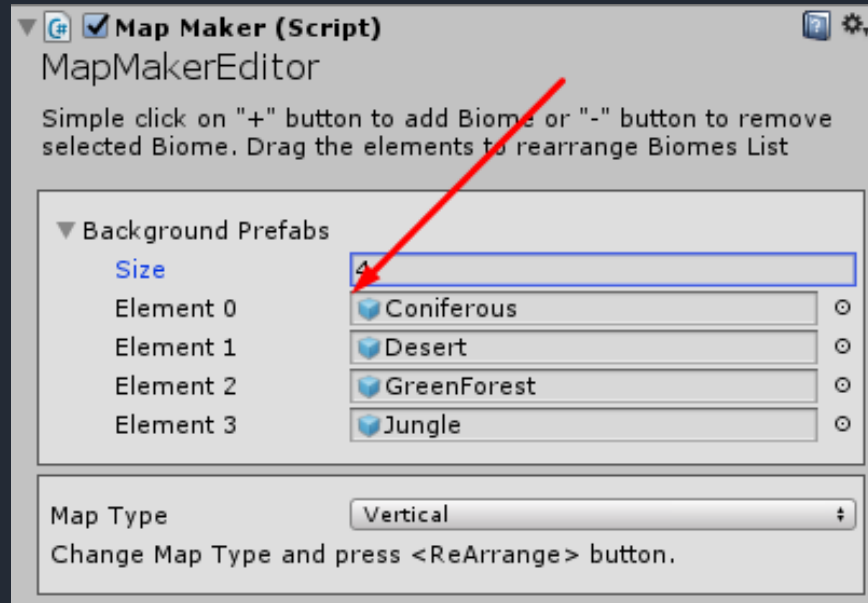 Map Maker (Script)
MapMakerEditor
Simple click on "+" button to add Biome or "-" button to remove
selected Biome. Drag the elements to rearrange Biomes List
Background Prefabs
Size 4
Element 0 Coniferous
Element 1 Desert
Element 2 GreenForest
Element 3 Jungle
Map Type Vertical
Change Map Type and press <ReArrange> button.